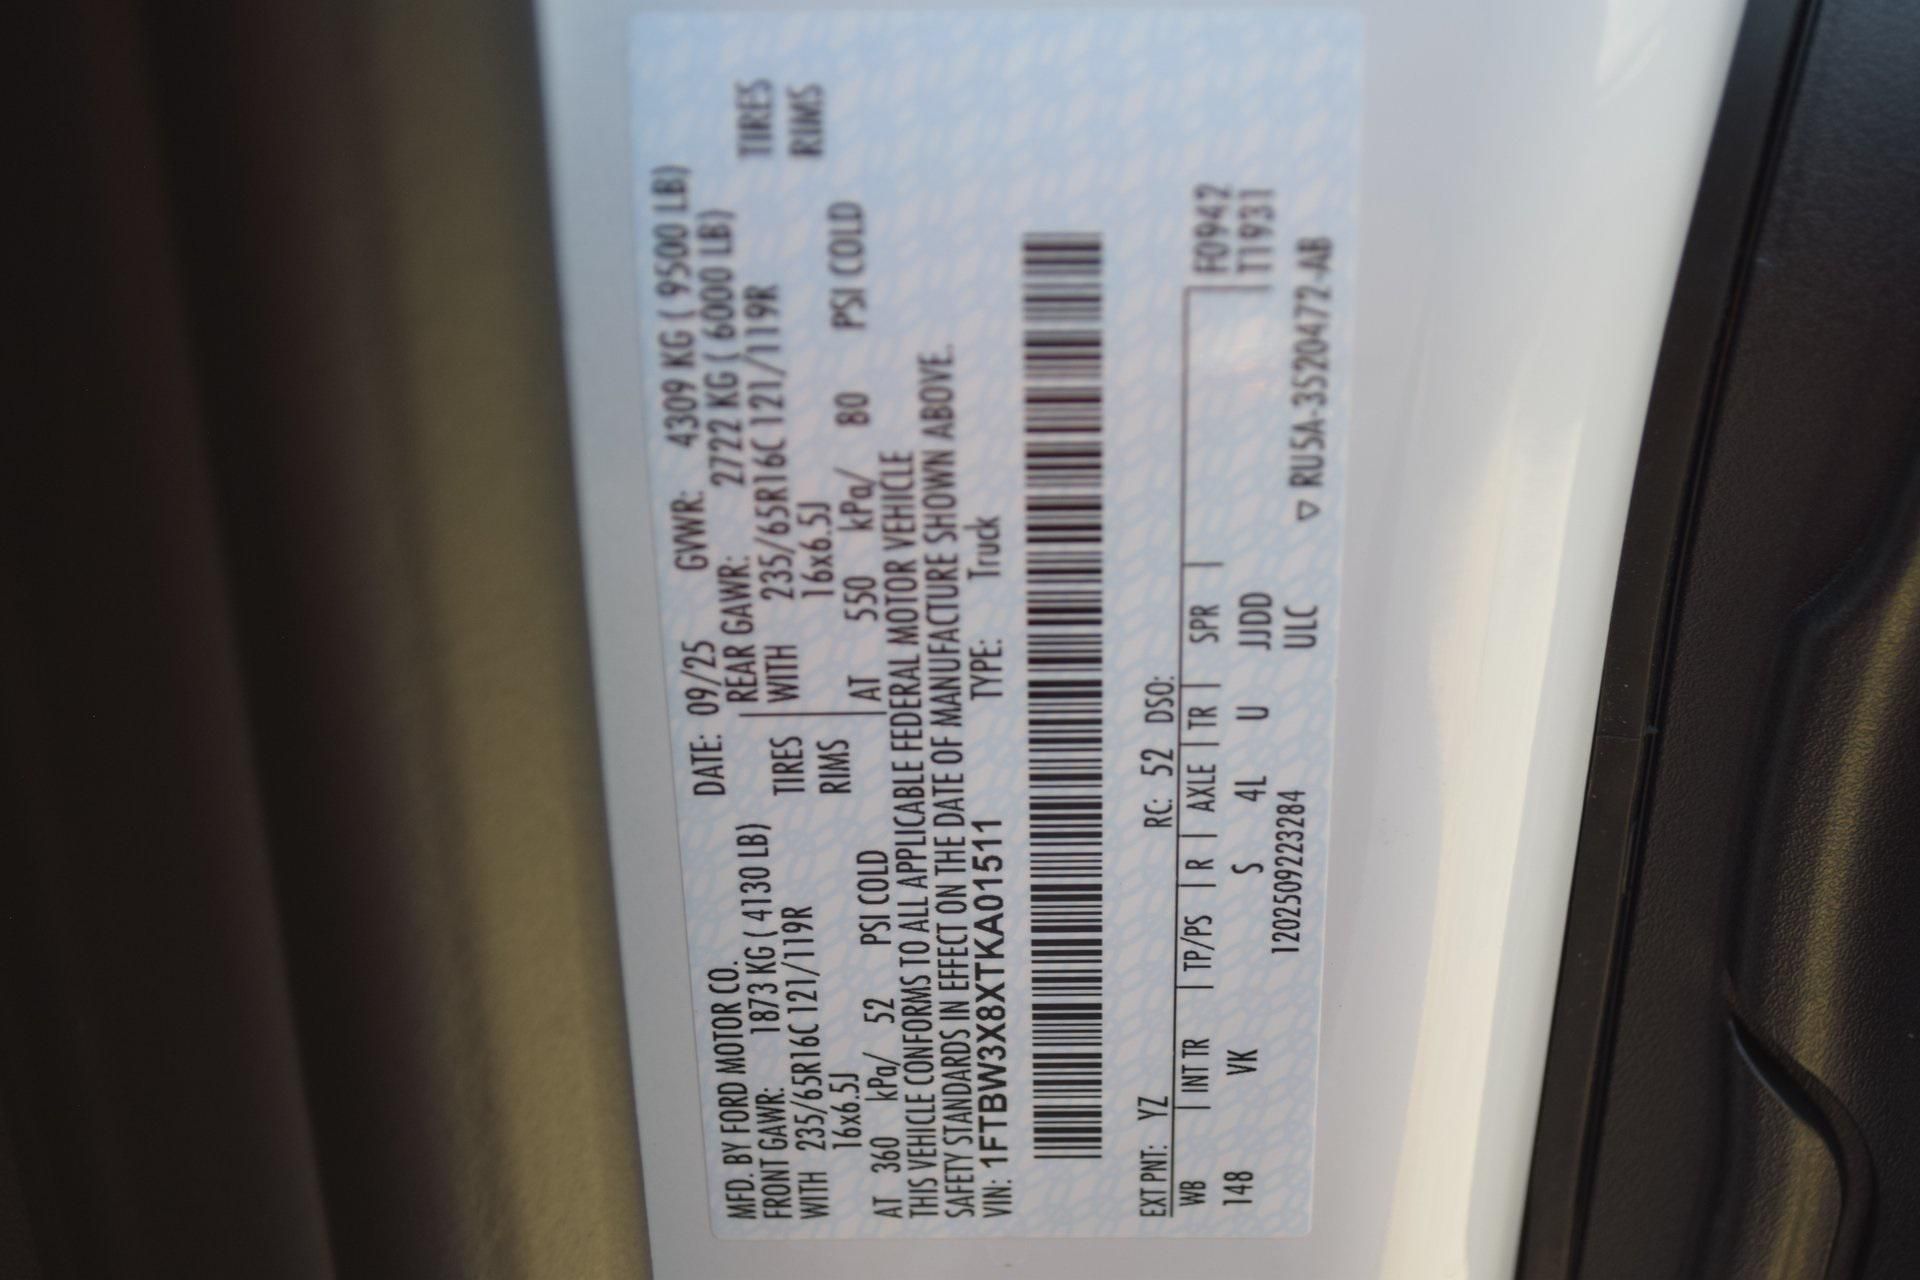 MFD. BY FORD MOTOR CO. DATE: 09/25 GVWR: 4309 KG ( 9500 LB)
FRONT GAWR: 1873 KG ( 4130 LB) REAR GAWR: 2722 KG ( 6000 LB)
WITH 235/65R16C 121/119R TIRES WITH 235/65R16C 121/119R TIRES
16x6.5J RIMS 16x6.5J RIMS
AT 360 kPa/ 52 PSI COLD AT 550 kPa/ 80 PSI COLD
THIS VEHICLE CONFORMS TO ALL APPLICABLE FEDERAL MOTOR VEHICLE
SAFETY STANDARDS IN EFFECT ON THE DATE OF MANUFACTURE SHOWN ABOVE.
VIN: 1FTBW3X8XTKA01511 TYPE: Truck
EXT PNT: YZ RC: 52 DSO:
WB INT TR TP/PS R AXLE TR SPR F0942
148 VK S 4L U JJDD T1931
12025092232​84 ULC ▽ RU5A-3520472-AB